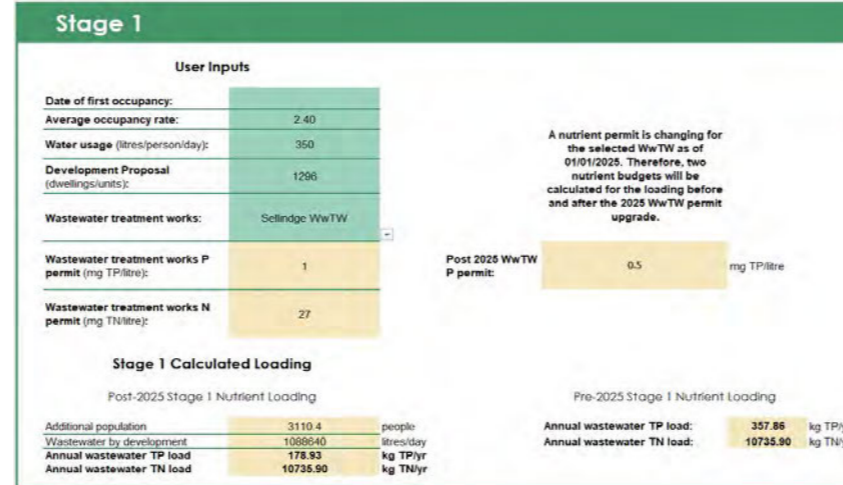 Stage 1
User Inputs
Date of first occupancy:
Average occupancy rate: 2.40
Water usage (litres/person/day): 350
Development Proposal
(dwellings/units): 1296
Wastewater treatment works: Sellindge WwTW
Wastewater treatment works P
permit (mg TP/litre): 1
Wastewater treatment works N
permit (mg TN/litre): 27
A nutrient permit is changing for
the selected WwTW as of
01/01/2025. Therefore, two
nutrient budgets will be
calculated for the loading before
and after the 2025 WwTW permit
upgrade.
Post 2025 WwTW
P permit: 0.5 mg TP/litre
Stage 1 Calculated Loading
Post-2025 Stage 1 Nutrient Loading
Additional population 3110.4 people
Wastewater by development 1088640 litres/day
Annual wastewater TP load 178.93 kg TP/yr
Annual wastewater TN load 10735.90 kg TN/yr
Pre-2025 Stage 1 Nutrient Loading
Annual wastewater TP load: 357.86 kg TP/y
Annual wastewater TN load: 10735.90 kg TN/y